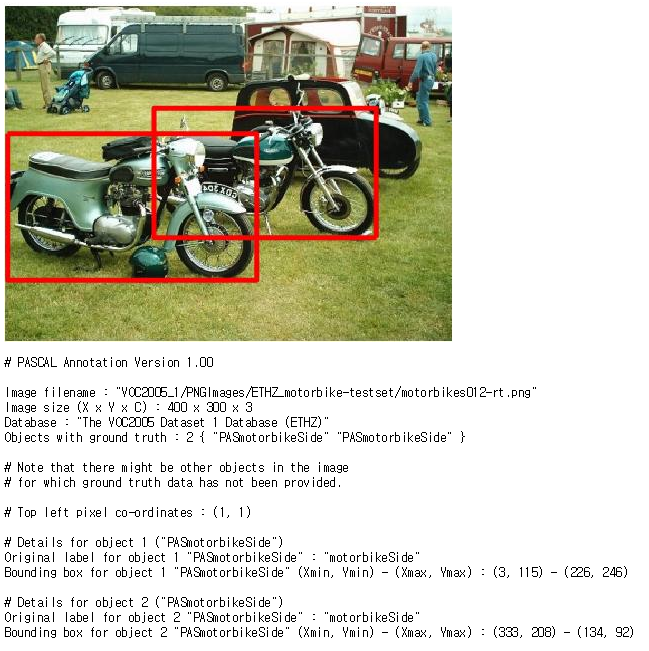 # PASCAL Annotation Version 1.00
Image filename : "VOC2005_1/PNGImages/ETHZ_motorbike-testset/motorbikes012-rt.png"
Image size (X x Y x C) : 400 x 300 x 3
Database : "The VOC2005 Dataset 1 Database (ETHZ)"
Objects with ground truth : 2 { "PASmotorbikeSide" "PASmotorbikeSide" }
# Note that there might be other objects in the image
# for which ground truth data has not been provided.
# Top left pixel co-ordinates : (1, 1)
# Details for object 1 ("PASmotorbikeSide")
Original label for object 1 "PASmotorbikeSide" : "motorbikeSide"
Bounding box for object 1 "PASmotorbikeSide" (Xmin, Ymin) - (Xmax, Ymax) : (3, 115) - (226, 246)
# Details for object 2 ("PASmotorbikeSide")
Original label for object 2 "PASmotorbikeSide" : "motorbikeSide"
Bounding box for object 2 "PASmotorbikeSide" (Xmin, Ymin) - (Xmax, Ymax) : (333, 208) - (134, 92)